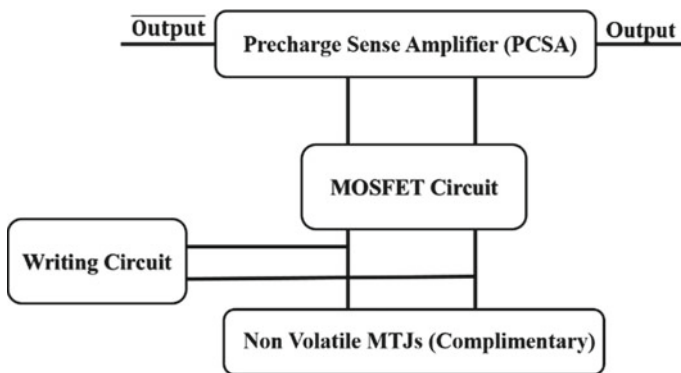 Output
Precharge Sense Amplifier (PCSA)
Output
MOSFET Circuit
Writing Circuit
Non Volatile MTJs (Complimentary)